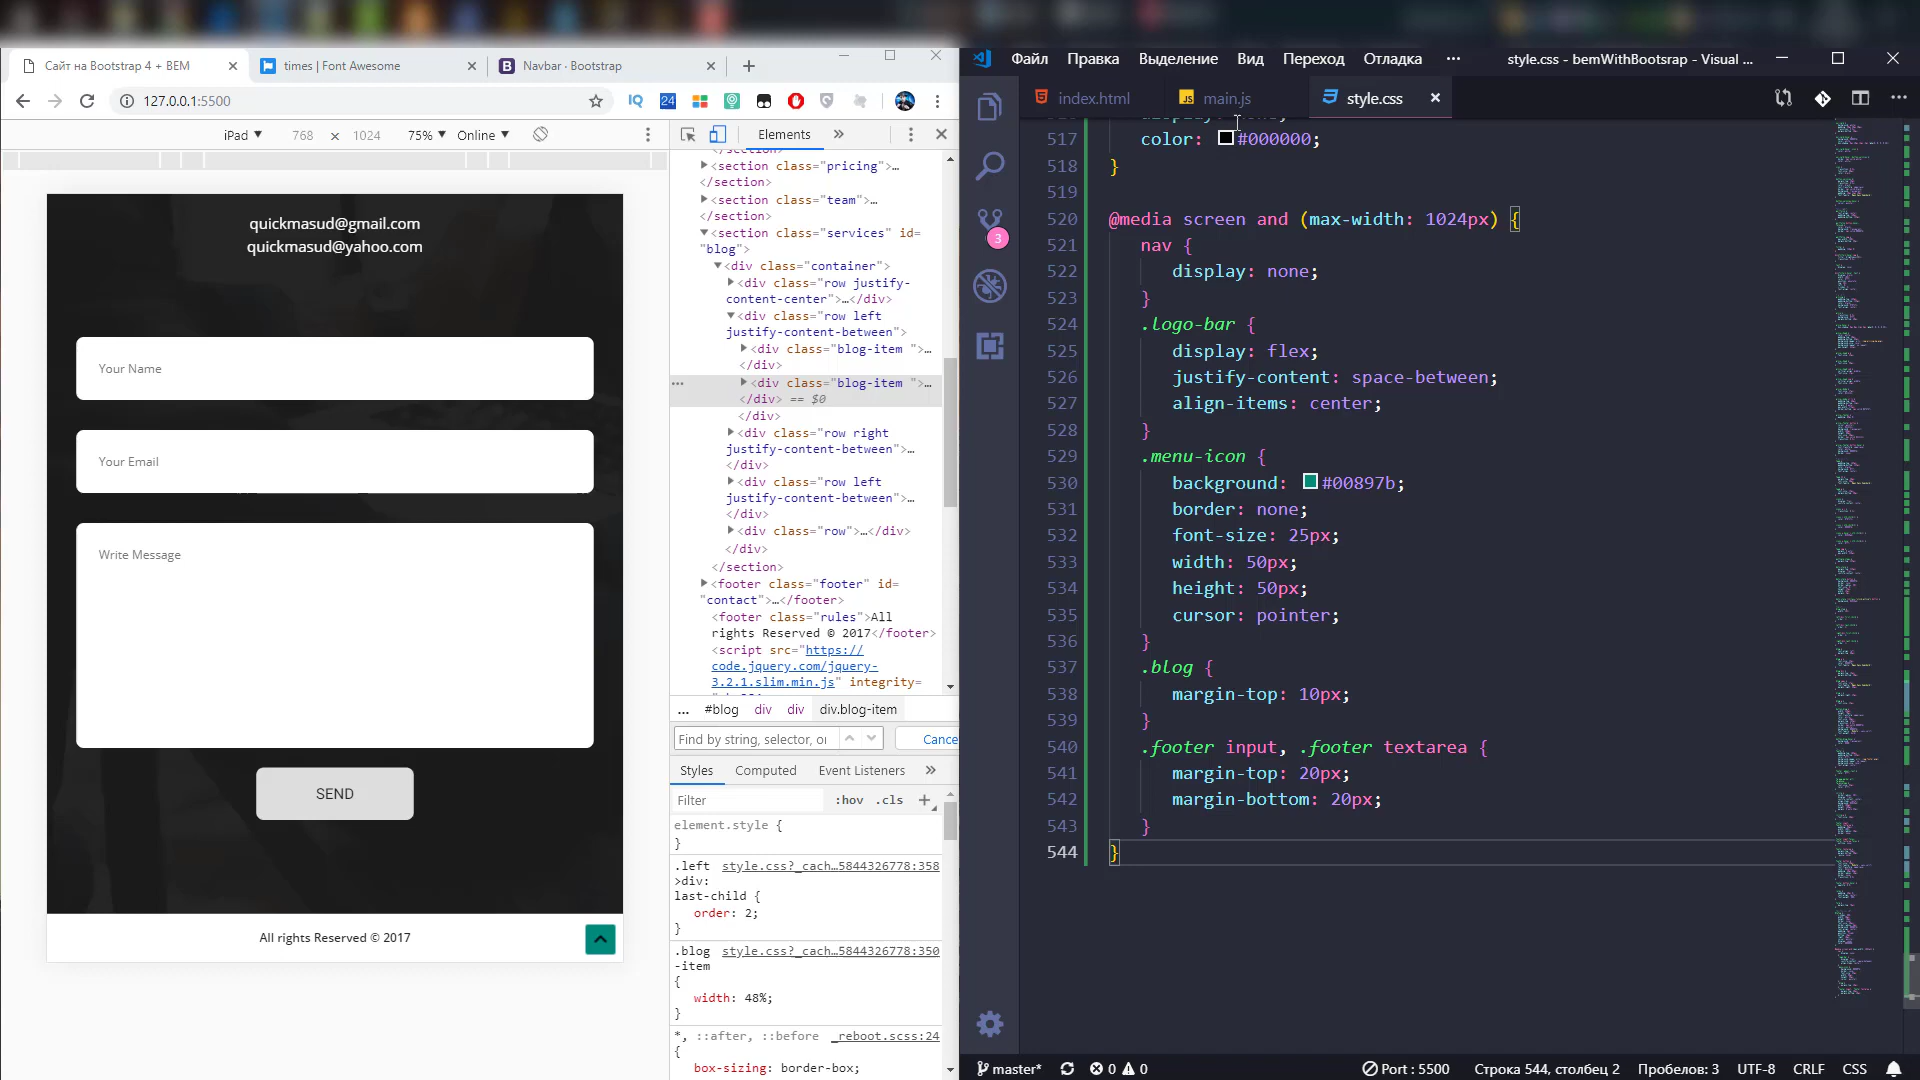 Сайт на Bootstrap 4 + BEM
times | Font Awesome
Navbar · Bootstrap
127.0.0.1:5500
IQ
24
iPad
768
×
1024
75%
Online
Elements
quickmasud@gmail.com
quickmasud@yahoo.com
Your Name
Your Email
Write Message
SEND
All rights Reserved © 2017
<section class="pricing">…
</section>
<section class="team">…
</section>
<section class="services" id=
"blog">
<div class="container">
<div class="row justify-
content-center">…</div>
<div class="row left
justify-content-between">
<div class="blog-item ">…
</div>
<div class="blog-item ">…
</div> == $0
</div>
<div class="row right
justify-content-between">…
</div>
<div class="row left
justify-content-between">…
</div>
<div class="row">…</div>
</div>
</section>
<footer class="footer" id=
"contact">…</footer>
<footer class="rules">All
rights Reserved © 2017</footer>
<script src="https://
code.jquery.com/jquery-
3.2.1.slim.min.js" integrity=
... #blog div div div.blog-item
Find by string, selector, or
Cance
Styles
Computed
Event Listeners
Filter
:hov .cls +
element.style {
}
.left style.css?_cach…5844326778:358
>div:
last-child {
order: 2;
}
.blog style.css?_cach…5844326778:350
-item
{
width: 48%;
}
*, ::after, ::before _reboot.scss:24
{
box-sizing: border-box;
Файл Правка Выделение Вид Переход Отладка ···
style.css - bemWithBootsrap - Visual ...
index.html
main.js
style.css
3
517 color: #000000;
518 }
519
520 @media screen and (max-width: 1024px) {
521 nav {
522 display: none;
523 }
524 .logo-bar {
525 display: flex;
526 justify-content: space-between;
527 align-items: center;
528 }
529 .menu-icon {
530 background: #00897b;
531 border: none;
532 font-size: 25px;
533 width: 50px;
534 height: 50px;
535 cursor: pointer;
536 }
537 .blog {
538 margin-top: 10px;
539 }
540 .footer input, .footer textarea {
541 margin-top: 20px;
542 margin-bottom: 20px;
543 }
544 }
master*
0
0
Port : 5500
Строка 544, столбец 2
Пробелов: 3
UTF-8
CRLF
CSS